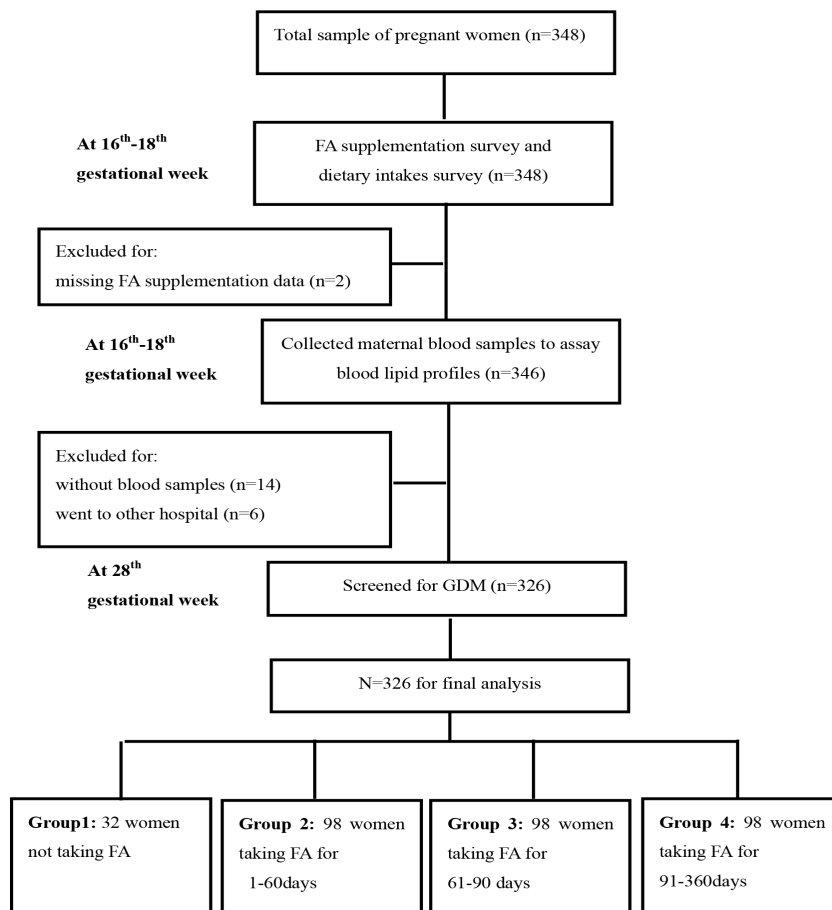 Total sample of pregnant women (n=348)
At 16th-18th
gestational week
FA supplementation survey and
dietary intakes survey (n=348)
Excluded for:
missing FA supplementation data (n=2)
At 16th-18th
gestational week
Collected maternal blood samples to assay
blood lipid profiles (n=346)
Excluded for:
without blood samples (n=14)
went to other hospital (n=6)
At 28th
gestational week
Screened for GDM (n=326)
N=326 for final analysis
Group1: 32 women
not taking FA
Group 2: 98 women
taking FA for
1-60days
Group 3: 98 women
taking FA for
61-90 days
Group 4: 98 women
taking FA for
91-360days